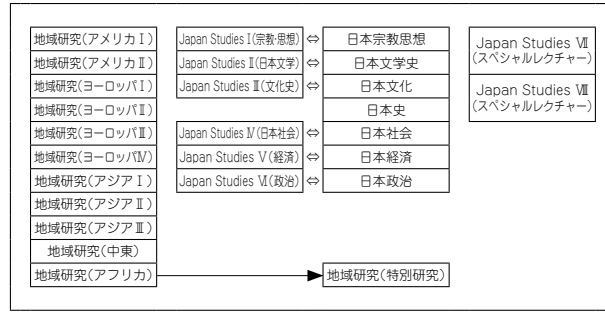 地域研究(アメリカⅠ)
Japan Studies Ⅰ(宗教・思想) ⇔ 日本宗教思想
Japan Studies Ⅶ
(スペシャルレクチャー)
地域研究(アメリカⅡ)
Japan Studies Ⅱ(日本文学) ⇔ 日本文学史
地域研究(ヨーロッパⅠ)
Japan Studies Ⅲ(文化史) ⇔ 日本文化
Japan Studies Ⅷ
(スペシャルレクチャー)
地域研究(ヨーロッパⅡ)
日本史
地域研究(ヨーロッパⅢ)
Japan Studies Ⅳ(日本社会) ⇔ 日本社会
地域研究(ヨーロッパⅣ)
Japan Studies Ⅴ(経済) ⇔ 日本経済
地域研究(アジアⅠ)
Japan Studies Ⅵ(政治) ⇔ 日本政治
地域研究(アジアⅡ)
地域研究(アジアⅢ)
地域研究(中東)
地域研究(アフリカ)
地域研究(特別研究)